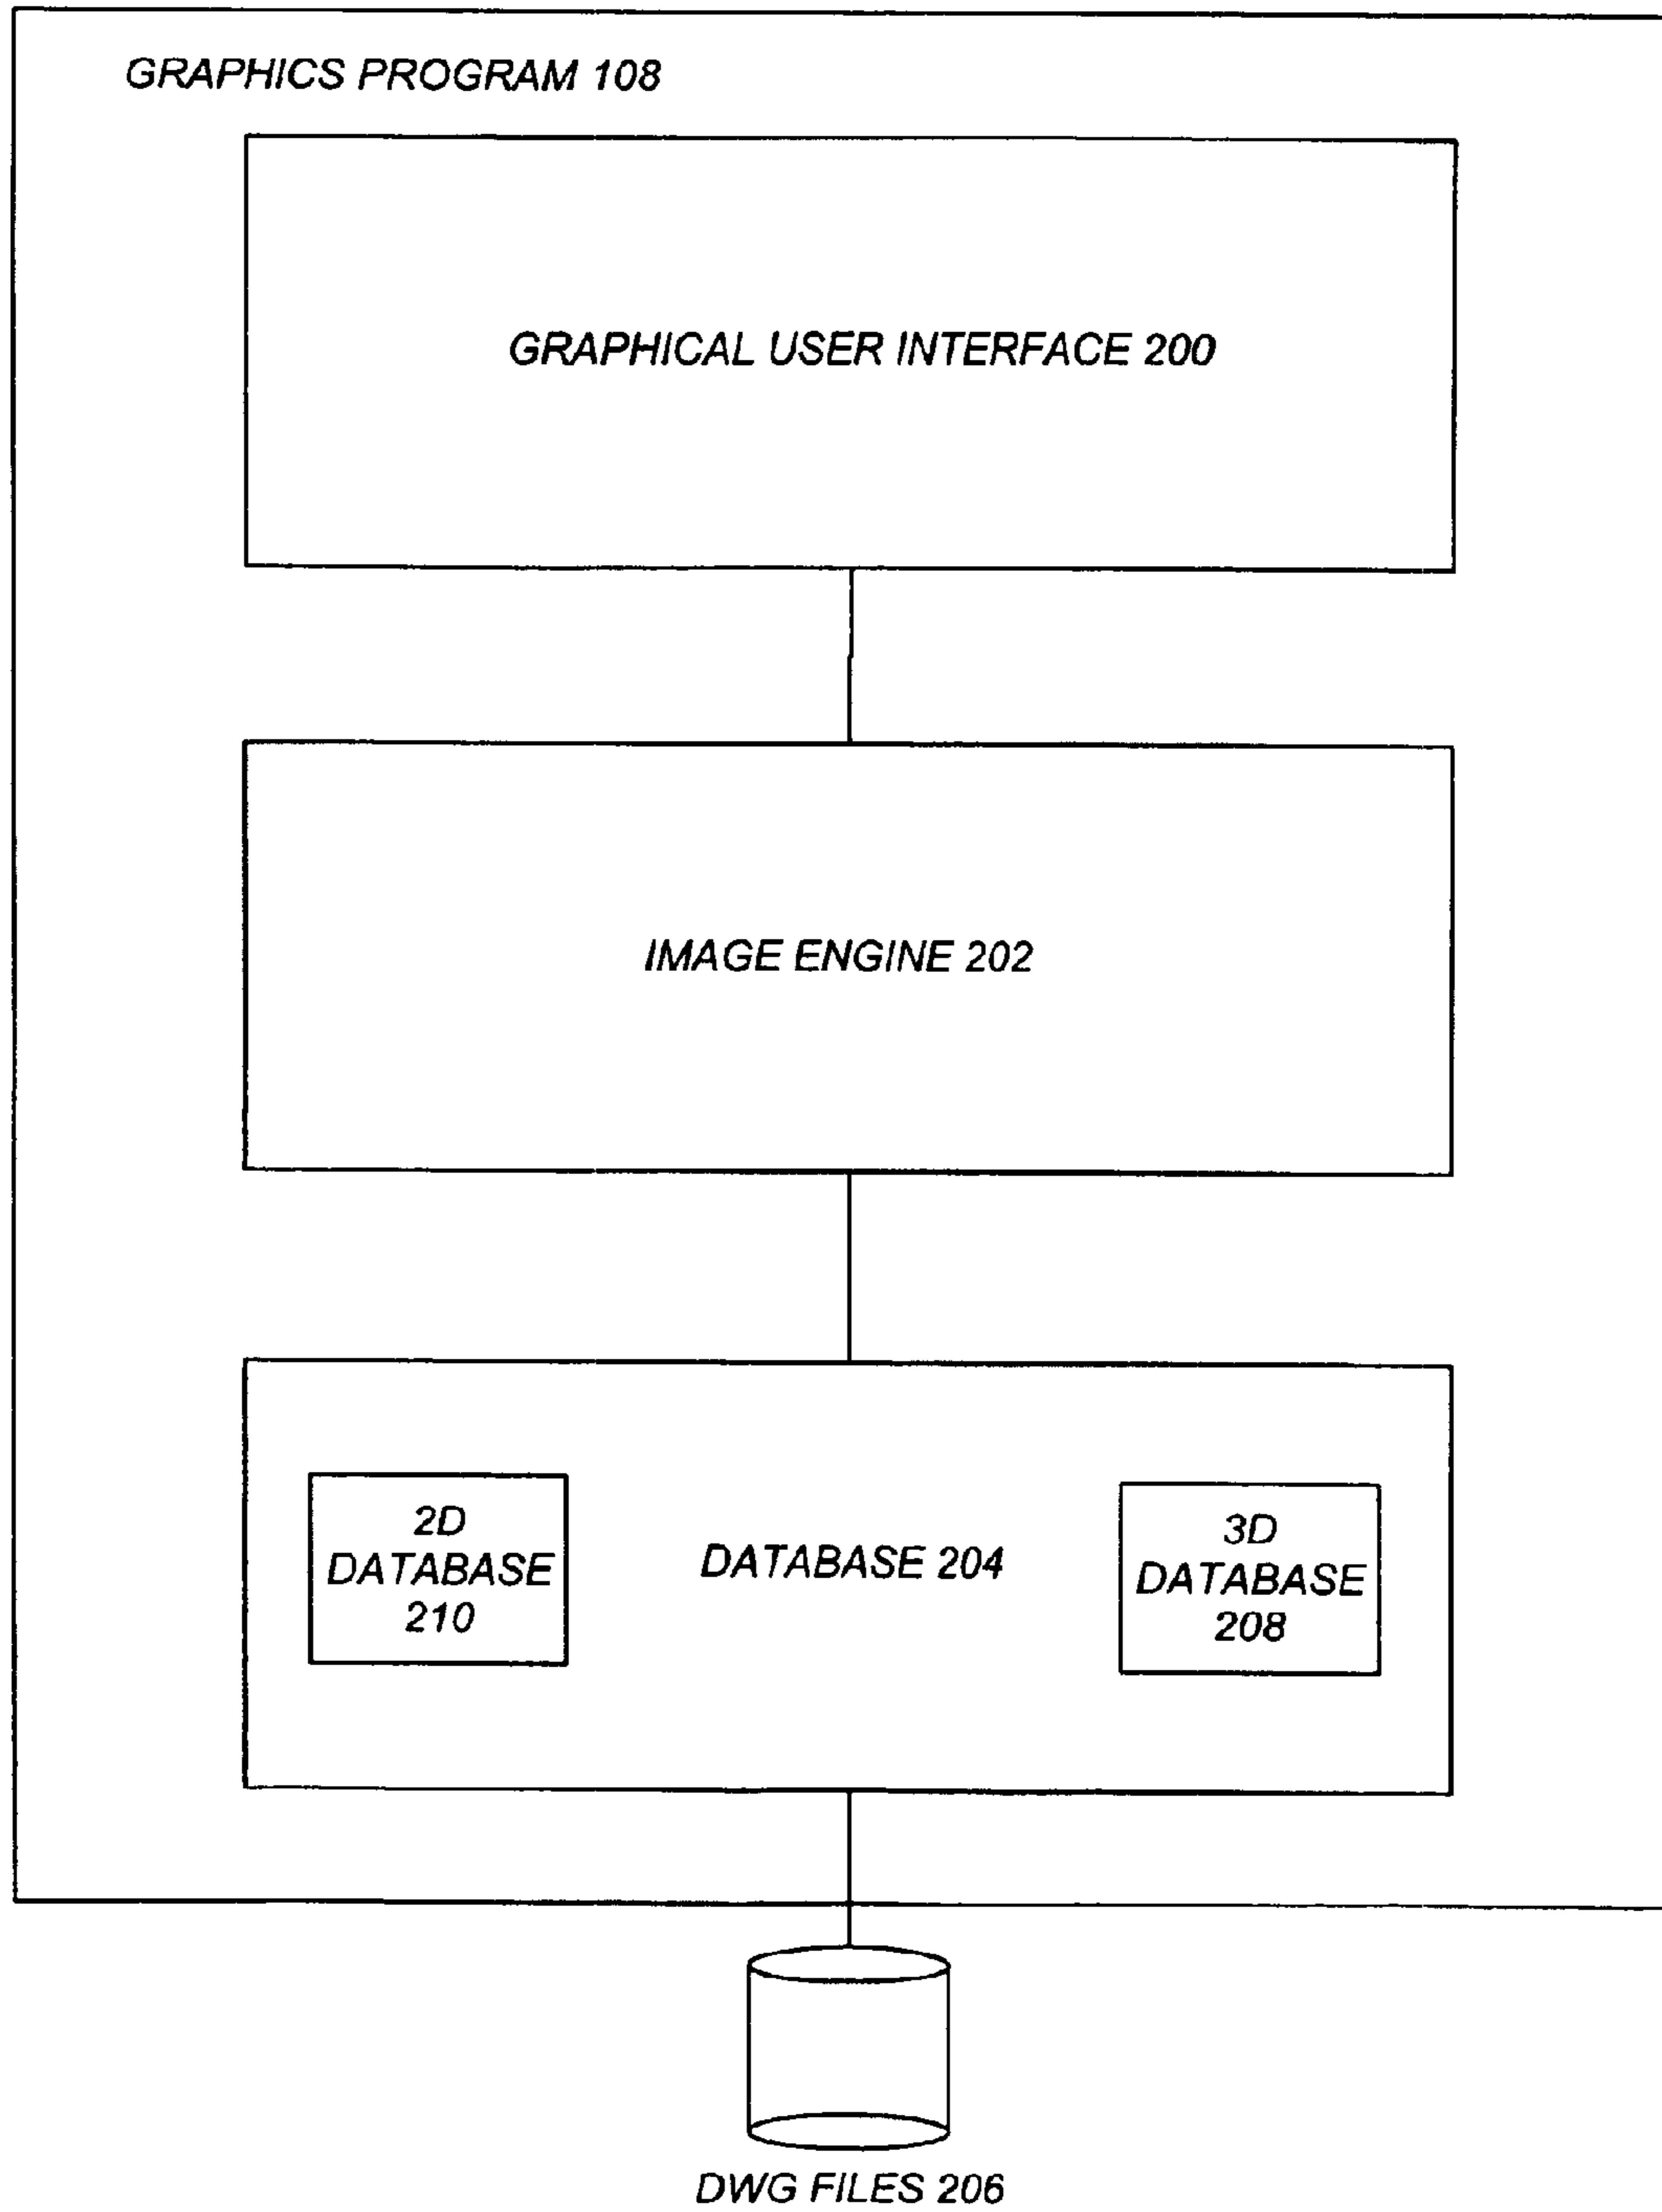 GRAPHICS PROGRAM 108
GRAPHICAL USER INTERFACE 200
IMAGE ENGINE 202
2D
DATABASE
210
DATABASE 204
3D
DATABASE
208
DWG FILES 206